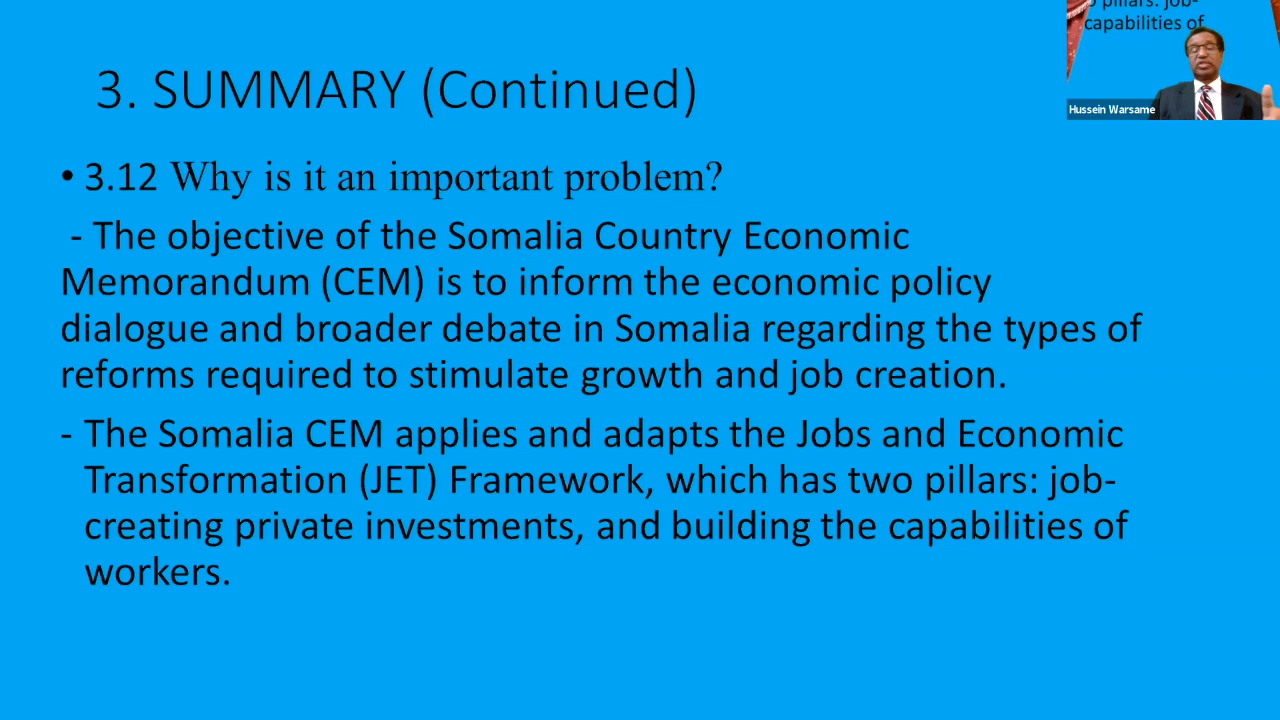 3. SUMMARY (Continued)
• 3.12 Why is it an important problem?
- The objective of the Somalia Country Economic
Memorandum (CEM) is to inform the economic policy
dialogue and broader debate in Somalia regarding the types of
reforms required to stimulate growth and job creation.
- The Somalia CEM applies and adapts the Jobs and Economic
Transformation (JET) Framework, which has two pillars: job-
creating private investments, and building the capabilities of
workers.
pillars: job-
capabilities of
Hussein Warsame